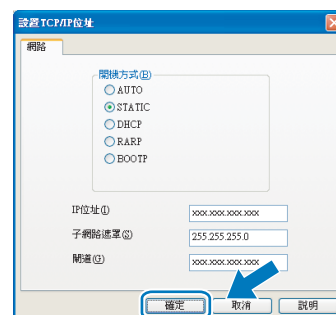 設置TCP/IP位址
網路
開機方式(B)
AUTO
STATIC
DHCP
RARP
BOOTP
IP位址(I) xxx.xxx.xxx.xxx
子網路遮罩(S) 255.255.255.0
閘道(G) xxx.xxx.xxx.xxx
確定 取消 說明